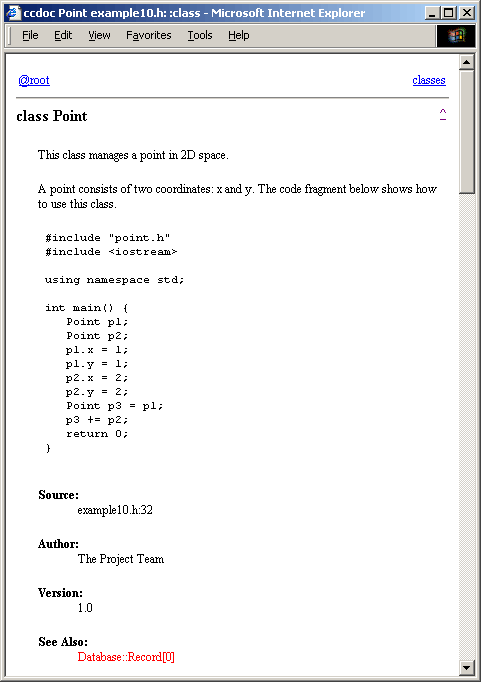 ccdoc Point example10.h: :class - Microsoft Internet Explorer
File Edit View Favorites Tools Help
@root classes
class Point ^
This class manages a point in 2D space.
A point consists of two coordinates: x and y. The code fragment below shows how
to use this class.
#include "point.h"
#include <iostream>
using namespace std;
int main() {
   Point p1;
   Point p2;
   p1.x = 1;
   p1.y = 1;
   p2.x = 2;
   p2.y = 2;
   Point p3 = p1;
   p3 += p2;
   return 0;
}
Source:
example10.h:32
Author:
The Project Team
Version:
1.0
See Also:
Database::Record[0]